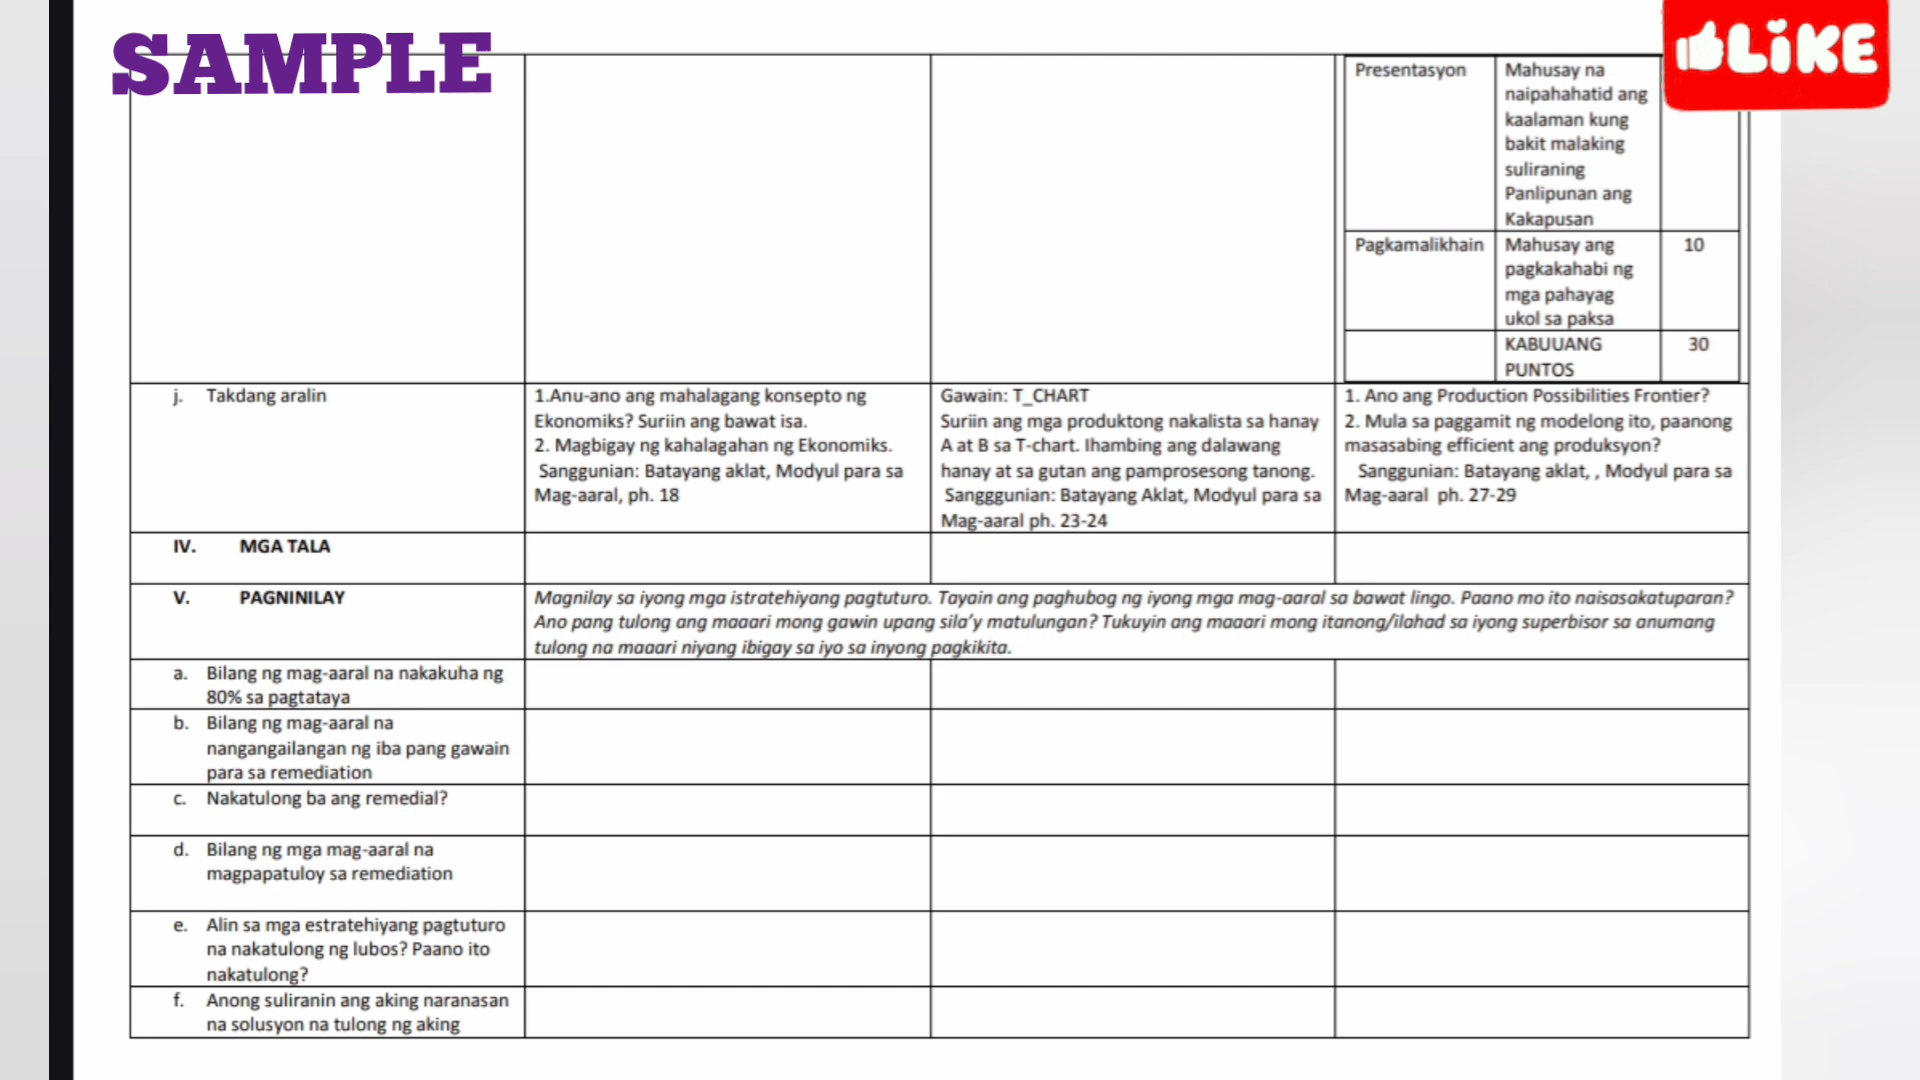 SAMPLE
LiKE
Presentasyon
Mahusay na
naipahahatid ang
kaalaman kung
bakit malaking
suliraning
Panlipunan ang
Kakapusan
Pagkamalikhain
Mahusay ang
pagkakahabi ng
mga pahayag
ukol sa paksa
10
KABUUANG
PUNTOS
30
j. Takdang aralin
1.Anu-ano ang mahalagang konsepto ng
Ekonomiks? Suriin ang bawat isa.
2. Magbigay ng kahalagahan ng Ekonomiks.
Sanggunian: Batayang aklat, Modyul para sa
Mag-aaral, ph. 18
Gawain: T_CHART
Suriin ang mga produktong nakalista sa hanay
A at B sa T-chart. Ihambing ang dalawang
hanay at sa gutan ang pamprosesong tanong.
Sangggunian: Batayang Aklat, Modyul para sa
Mag-aaral ph. 23-24
1. Ano ang Production Possibilities Frontier?
2. Mula sa paggamit ng modelong ito, paanong
masasabing efficient ang produksyon?
Sanggunian: Batayang aklat, , Modyul para sa
Mag-aaral ph. 27-29
IV. MGA TALA
V. PAGNINILAY
Magnilay sa iyong mga istratehiyang pagtuturo. Tayain ang paghubog ng iyong mga mag-aaral sa bawat lingo. Paano mo ito naisasakatuparan?
Ano pang tulong ang maaari mong gawin upang sila'y matulungan? Tukuyin ang maaari mong itanong/ilahad sa iyong superbisor sa anumang
tulong na maaari niyang ibigay sa iyo sa inyong pagkikita.
a. Bilang ng mag-aaral na nakakuha ng
80% sa pagtataya
b. Bilang ng mag-aaral na
nangangailangan ng iba pang gawain
para sa remediation
c. Nakatulong ba ang remedial?
d. Bilang ng mga mag-aaral na
magpapatuloy sa remediation
e. Alin sa mga estratehiyang pagtuturo
na nakatulong ng lubos? Paano ito
nakatulong?
f. Anong suliranin ang aking naranasan
na solusyon na tulong ng aking